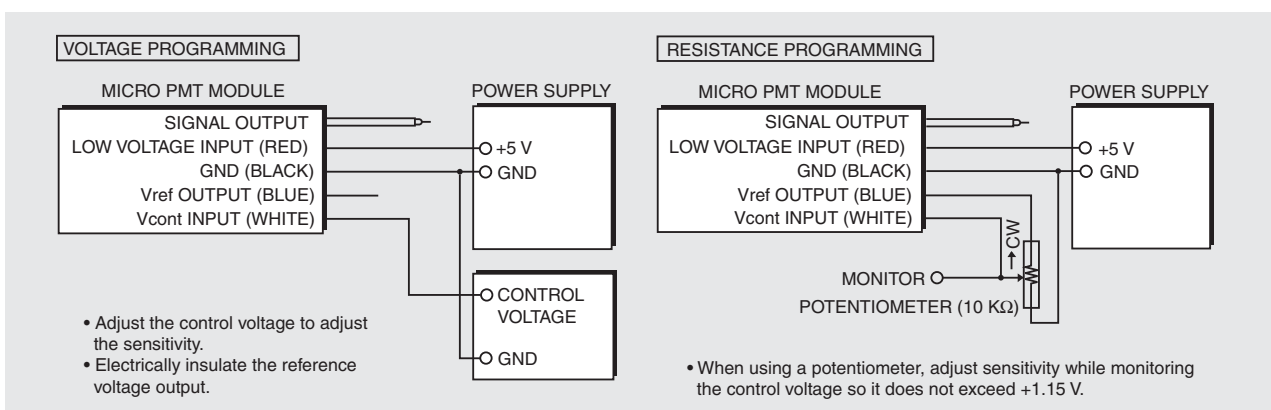 VOLTAGE PROGRAMMING
MICRO PMT MODULE
POWER SUPPLY
SIGNAL OUTPUT
LOW VOLTAGE INPUT (RED)
GND (BLACK)
Vref OUTPUT (BLUE)
Vcont INPUT (WHITE)
+5 V
GND
CONTROL
VOLTAGE
GND
• Adjust the control voltage to adjust
the sensitivity.
• Electrically insulate the reference
voltage output.
RESISTANCE PROGRAMMING
MICRO PMT MODULE
POWER SUPPLY
SIGNAL OUTPUT
LOW VOLTAGE INPUT (RED)
GND (BLACK)
Vref OUTPUT (BLUE)
Vcont INPUT (WHITE)
+5 V
GND
CW
MONITOR
POTENTIOMETER (10 KΩ)
• When using a potentiometer, adjust sensitivity while monitoring
the control voltage so it does not exceed +1.15 V.